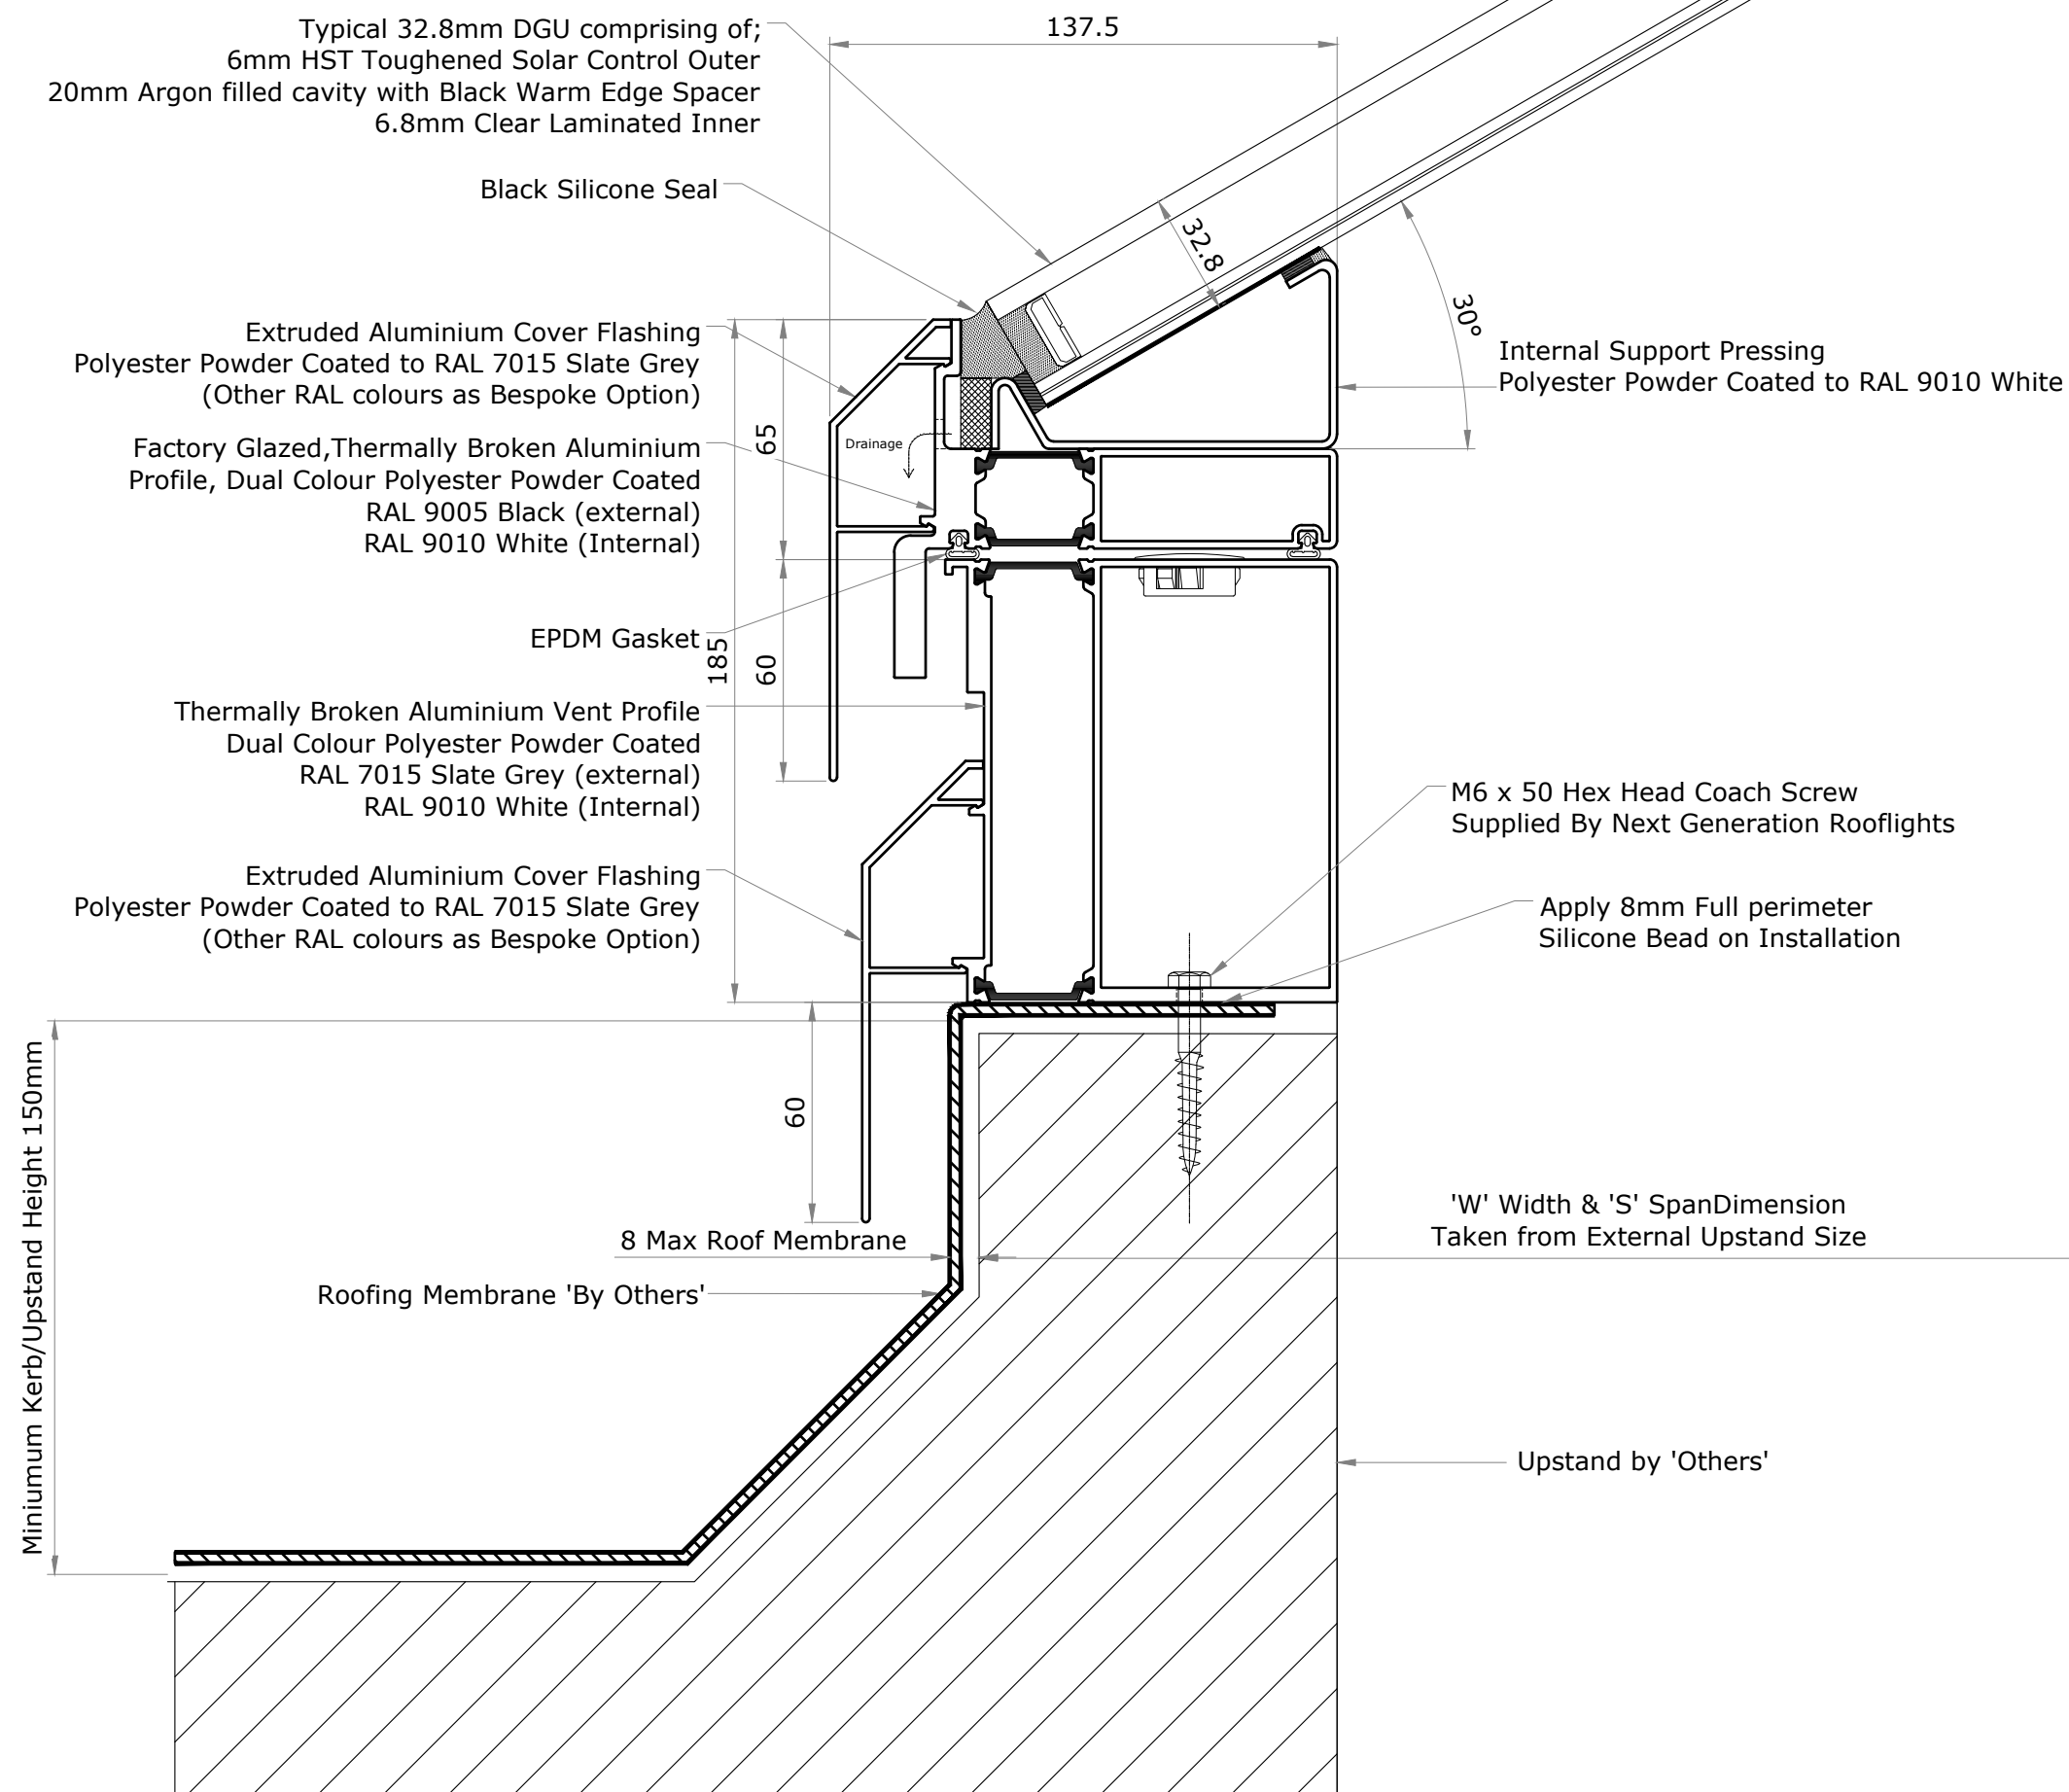 Typical 32.8mm DGU comprising of;
6mm HST Toughened Solar Control Outer
20mm Argon filled cavity with Black Warm Edge Spacer
6.8mm Clear Laminated Inner
137.5
Black Silicone Seal
32.8
30°
Extruded Aluminium Cover Flashing
Polyester Powder Coated to RAL 7015 Slate Grey
(Other RAL colours as Bespoke Option)
Internal Support Pressing
Polyester Powder Coated to RAL 9010 White
65
Drainage
Factory Glazed,Thermally Broken Aluminium
Profile, Dual Colour Polyester Powder Coated
RAL 9005 Black (external)
RAL 9010 White (Internal)
EPDM Gasket
185
60
Thermally Broken Aluminium Vent Profile
Dual Colour Polyester Powder Coated
RAL 7015 Slate Grey (external)
RAL 9010 White (Internal)
M6 x 50 Hex Head Coach Screw
Supplied By Next Generation Rooflights
Extruded Aluminium Cover Flashing
Polyester Powder Coated to RAL 7015 Slate Grey
(Other RAL colours as Bespoke Option)
Apply 8mm Full perimeter
Silicone Bead on Installation
Miniumum Kerb/Upstand Height 150mm
60
8 Max Roof Membrane
'W' Width & 'S' SpanDimension
Taken from External Upstand Size
Roofing Membrane 'By Others'
Upstand by 'Others'